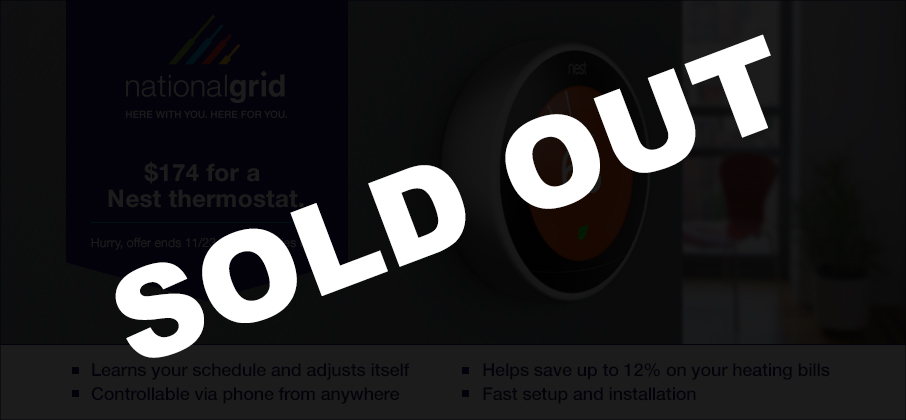 nationalgrid
HERE WITH YOU. HERE FOR YOU.
$174 for a
Nest thermostat.
Hurry, offer ends 11/23
nest
SOLD OUT
Learns your schedule and adjusts itself
Controllable via phone from anywhere
Helps save up to 12% on your heating bills
Fast setup and installation